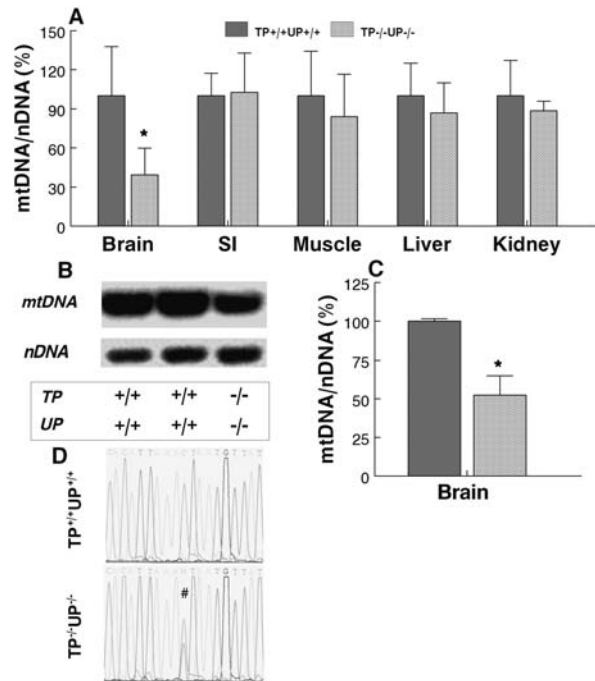 A
TP+/+UP+/+ TP-/-UP-/-
mtDNA/nDNA (%)
150
120
90
60
30
0
*
Brain SI Muscle Liver Kidney
B
mtDNA
nDNA
TP +/+ +/+ -/-
UP +/+ +/+ -/-
C
mtDNA/nDNA (%)
125
100
75
50
25
0
*
Brain
D
TP+/+UP+/+
TP-/-UP-/-
#